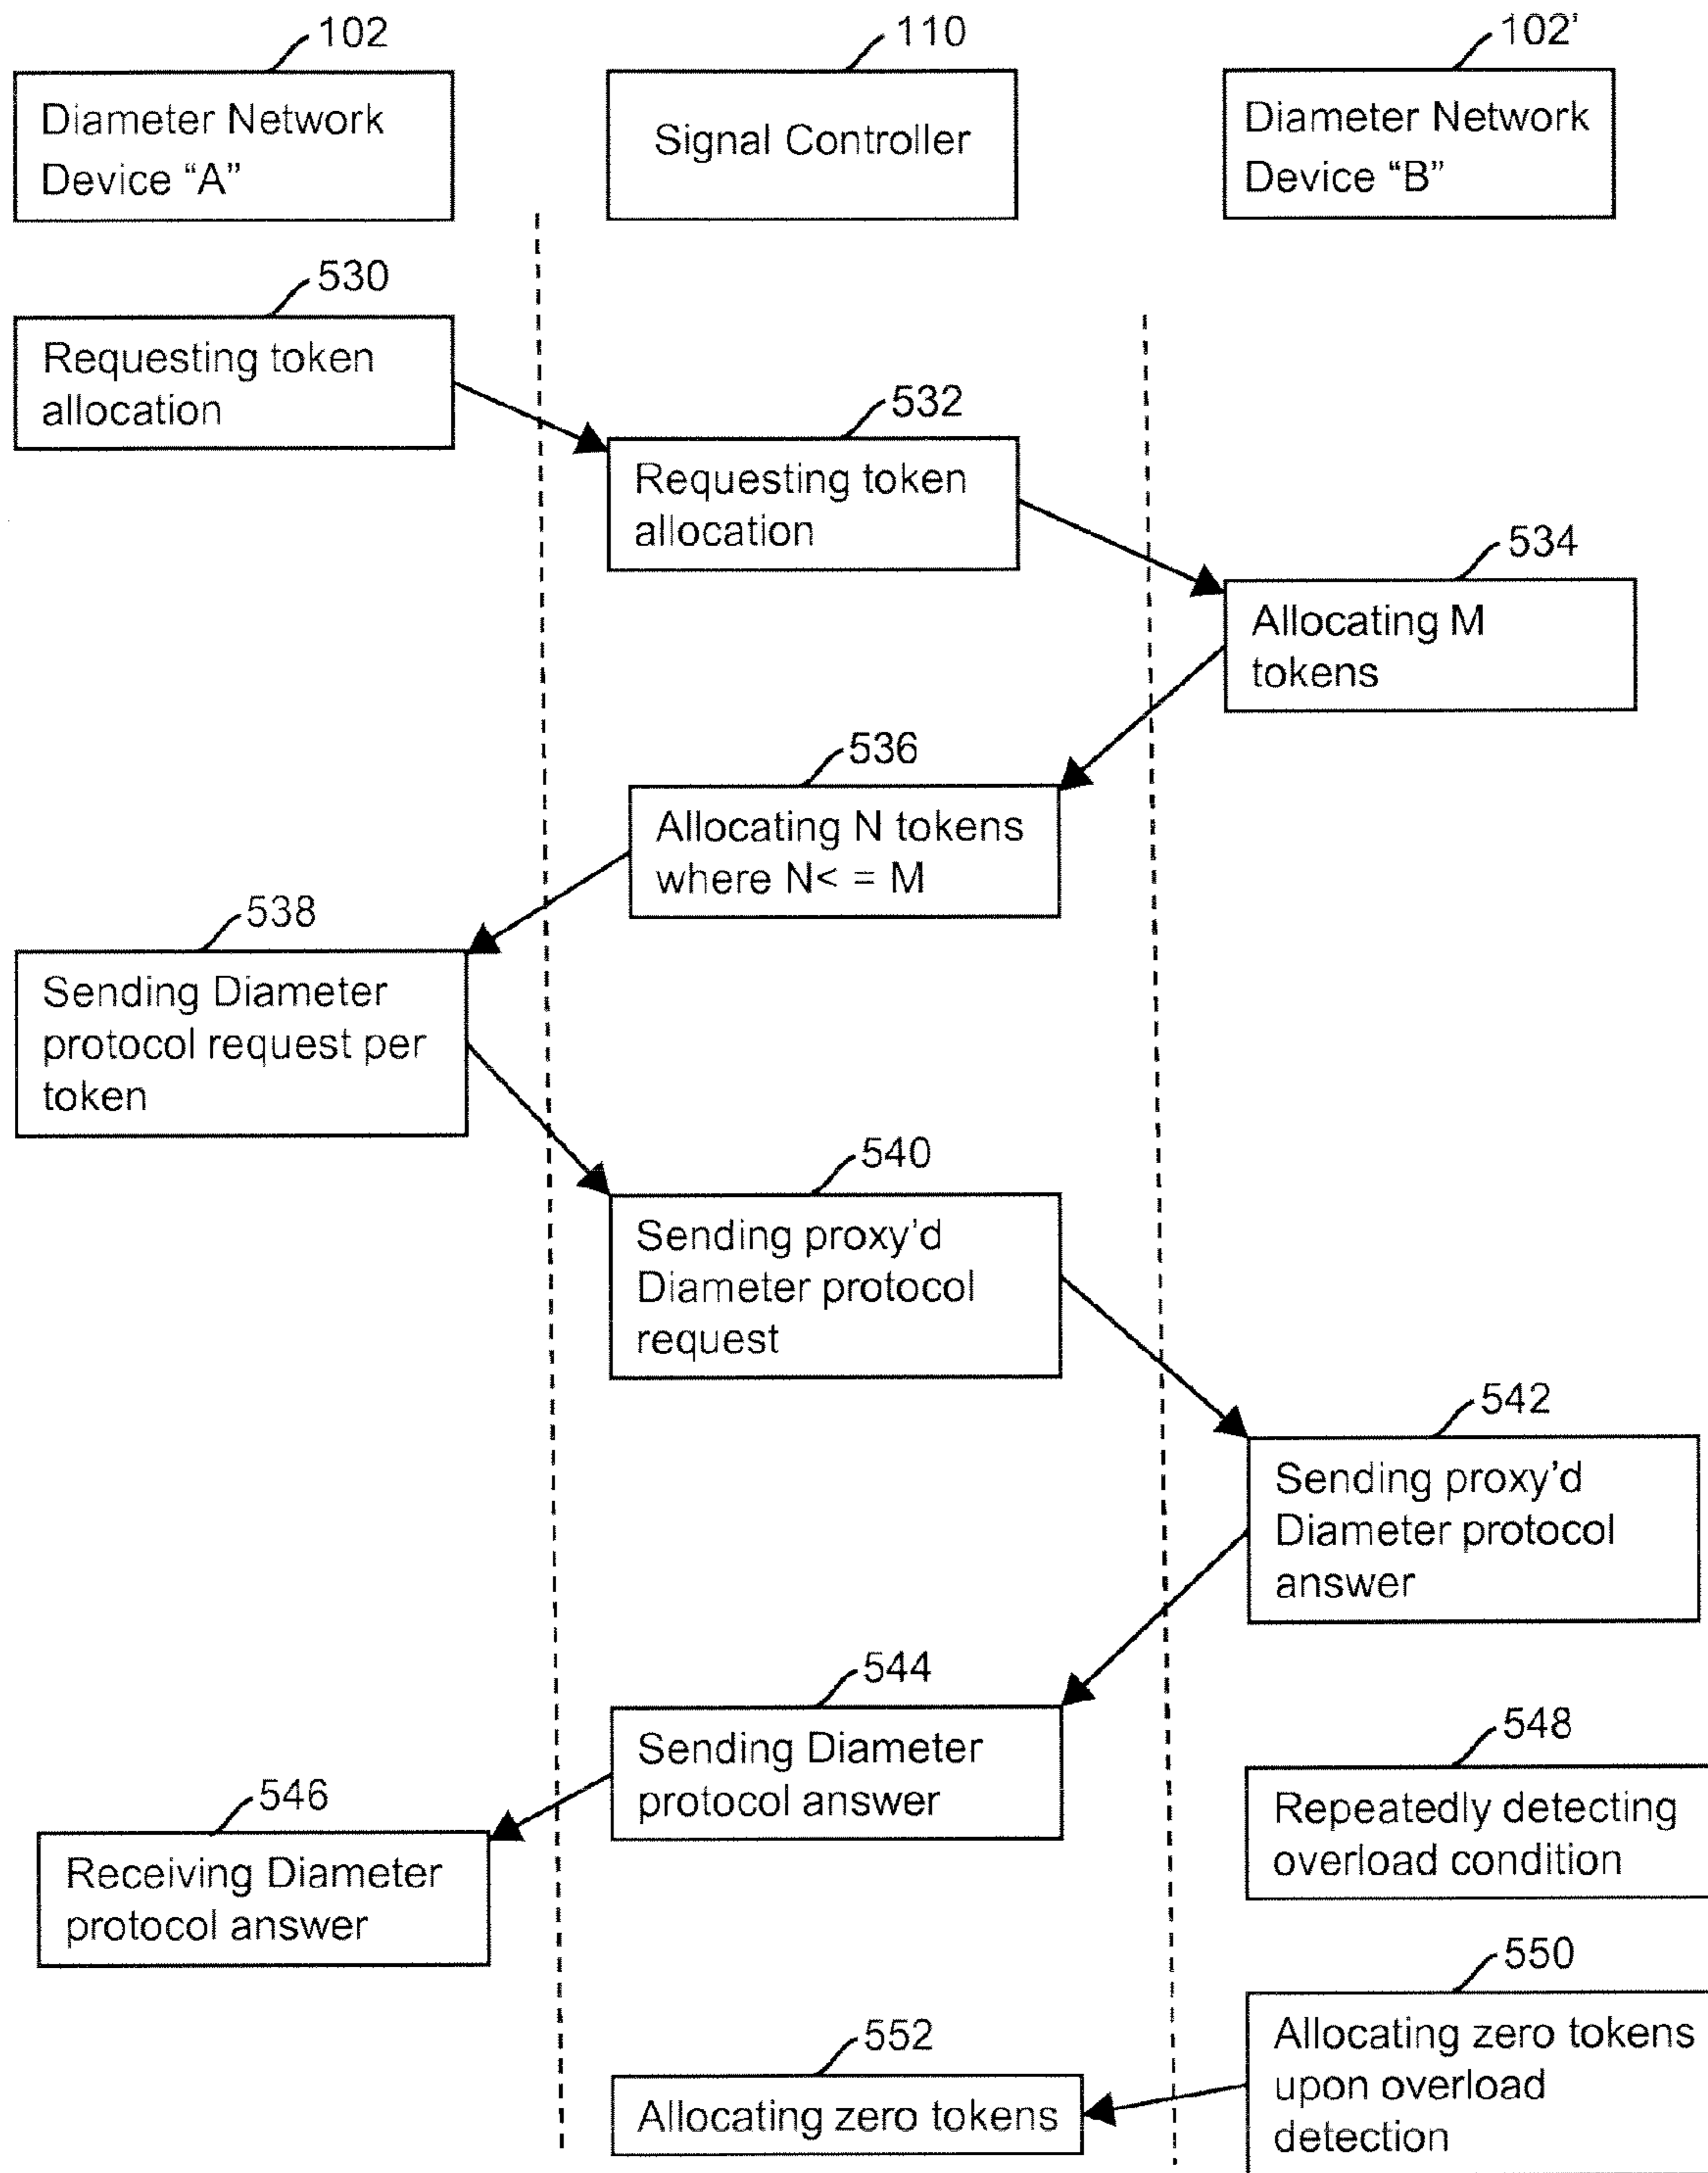 102
110
102'
Diameter Network
Device “A”
Signal Controller
Diameter Network
Device “B”
530
Requesting token
allocation
532
Requesting token
allocation
534
Allocating M
tokens
536
Allocating N tokens
where N< = M
538
Sending Diameter
protocol request per
token
540
Sending proxy’d
Diameter protocol
request
542
Sending proxy’d
Diameter protocol
answer
544
Sending Diameter
protocol answer
546
Receiving Diameter
protocol answer
548
Repeatedly detecting
overload condition
550
Allocating zero tokens
upon overload
detection
552
Allocating zero tokens